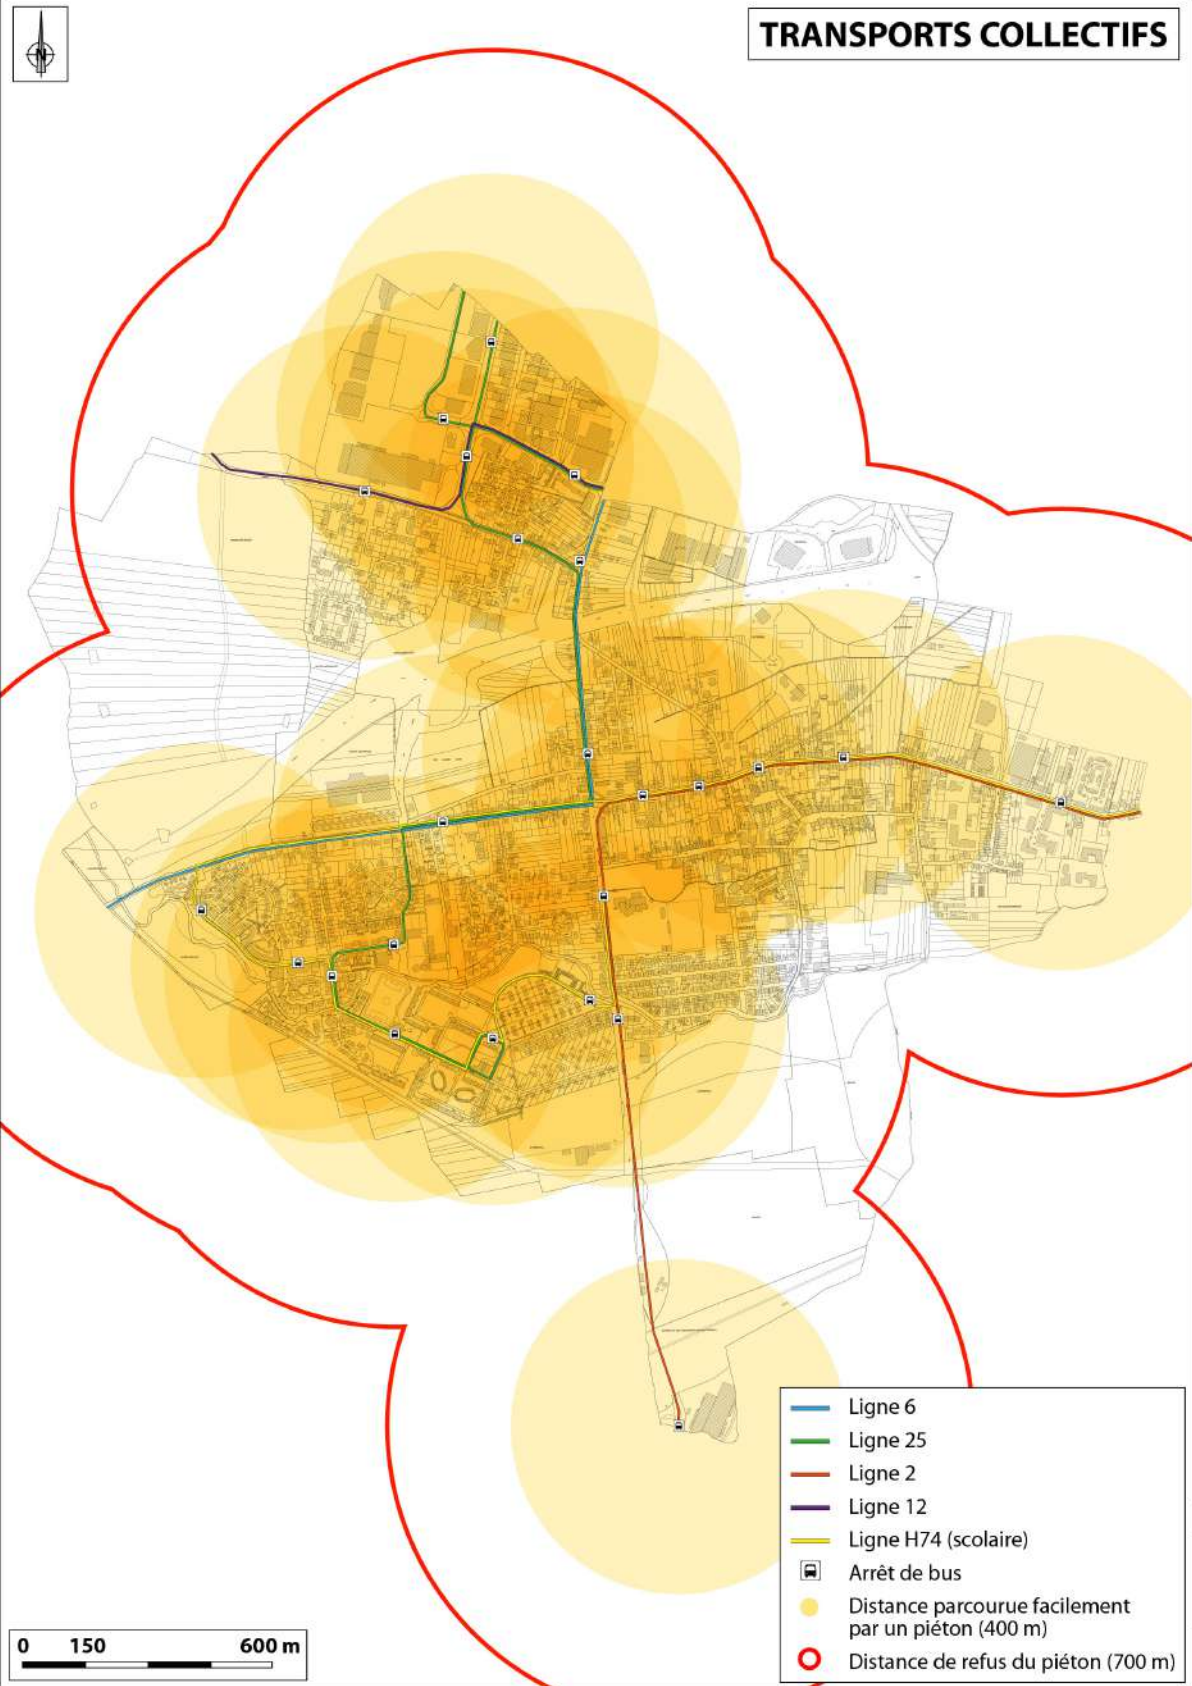 N
TRANSPORTS COLLECTIFS
Ligne 6
Ligne 25
Ligne 2
Ligne 12
Ligne H74 (scolaire)
Arrêt de bus
Distance parcourue facilement
par un piéton (400 m)
Distance de refus du piéton (700 m)
0 150 600 m